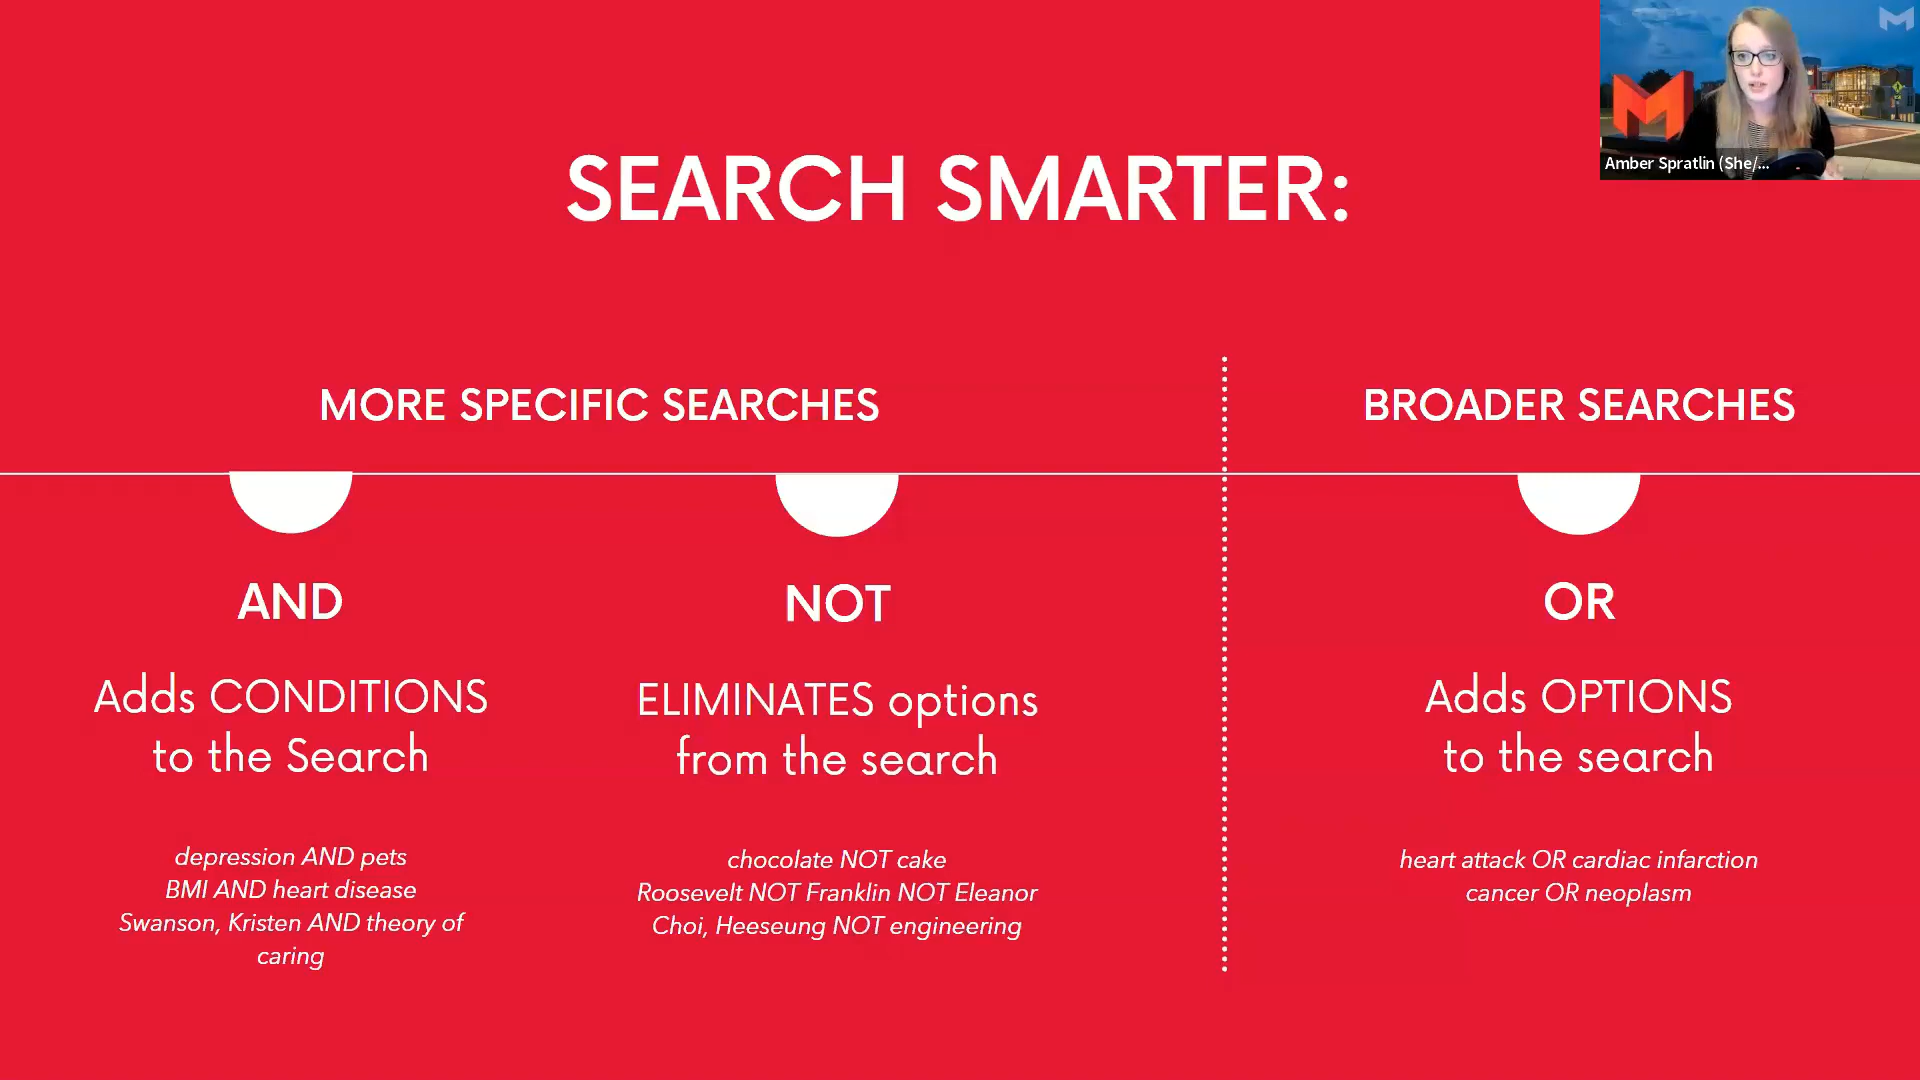 Amber Spratlin (She/...
SEARCH SMARTER:
MORE SPECIFIC SEARCHES
BROADER SEARCHES
AND
Adds CONDITIONS
to the Search
depression AND pets
BMI AND heart disease
Swanson, Kristen AND theory of
caring
NOT
ELIMINATES options
from the search
chocolate NOT cake
Roosevelt NOT Franklin NOT Eleanor
Choi, Heeseung NOT engineering
OR
Adds OPTIONS
to the search
heart attack OR cardiac infarction
cancer OR neoplasm